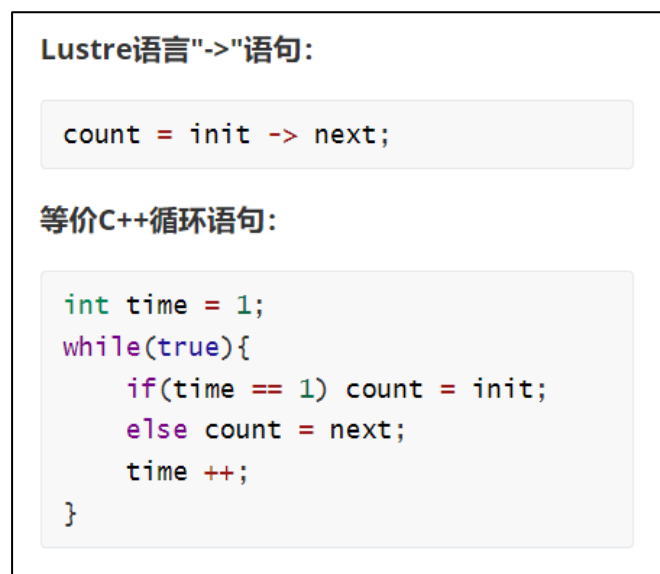 Lustre语言"->"语句：
count = init -> next;
等价C++循环语句：
int time = 1;
while(true){
    if(time == 1) count = init;
    else count = next;
    time ++;
}